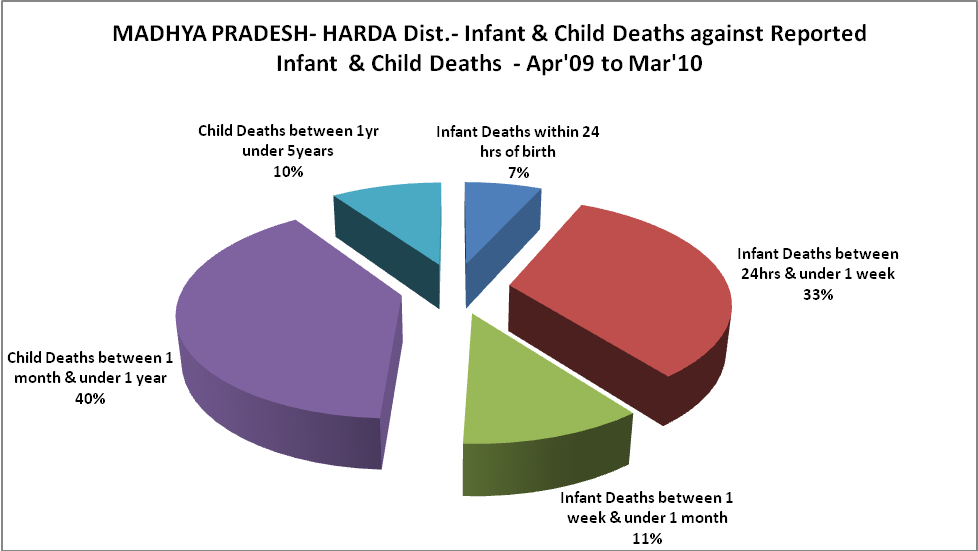 MADHYA PRADESH- HARDA Dist.- Infant & Child Deaths against Reported
Infant & Child Deaths - Apr'09 to Mar'10
Child Deaths between 1yr
under 5years
10%
Infant Deaths within 24
hrs of birth
7%
Infant Deaths between
24hrs & under 1 week
33%
Child Deaths between 1
month & under 1 year
40%
Infant Deaths between 1
week & under 1 month
11%